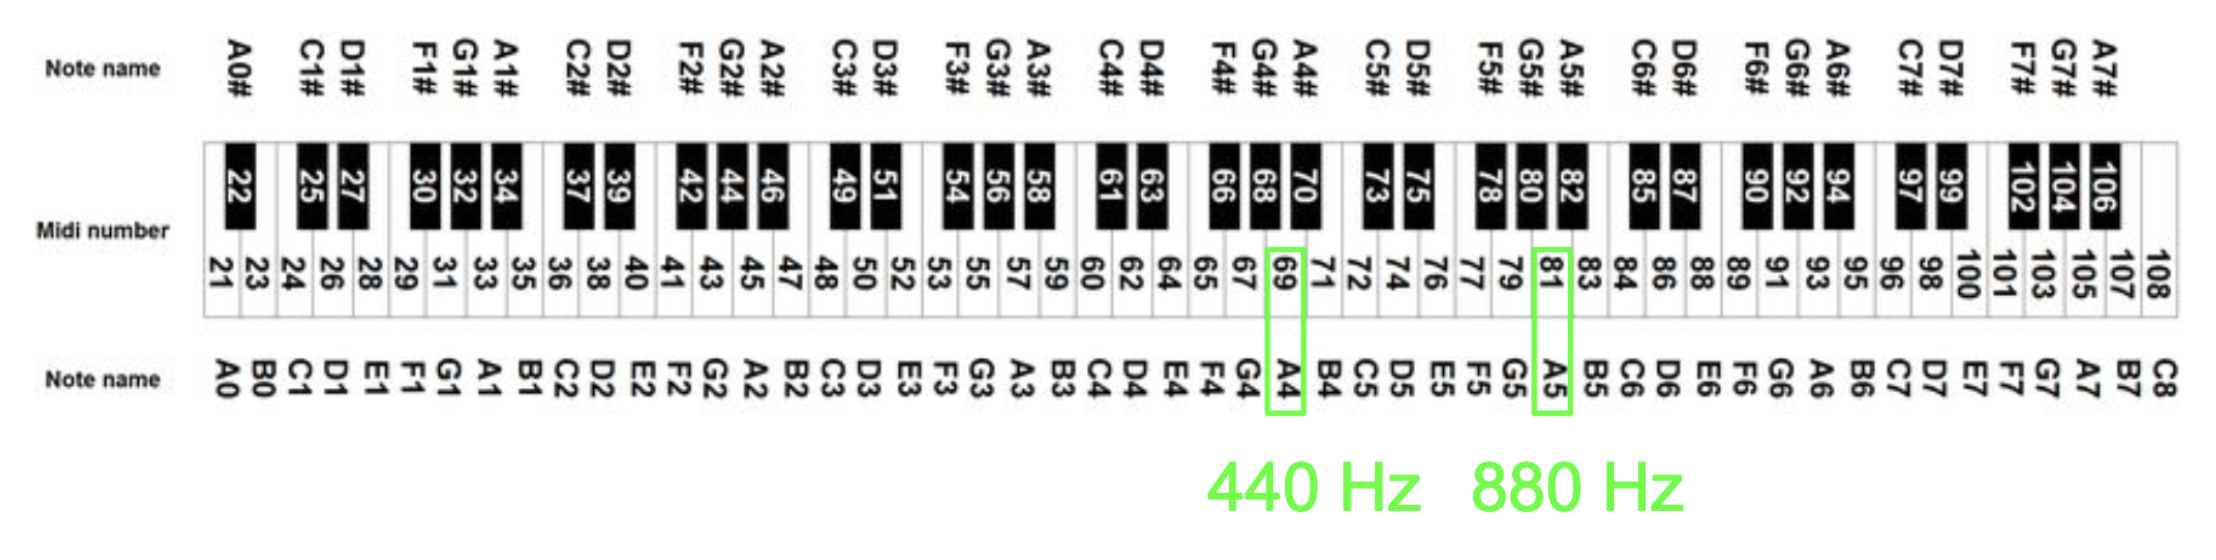 Note name A0# C1# D1# F1# G1# A1# C2# D2# F2# G2# A2# C3# D3# F3# G3# A3# C4# D4# F4# G4# A4# C5# D5# F5# G5# A5# C6# D6# F6# G6# A6# C7# D7# F7# G7# A7#
22 25 27 30 32 34 37 39 42 44 46 49 51 54 56 58 61 63 66 68 70 73 75 78 80 82 85 87 90 92 94 97 99 102 104 106
Midi number
21 23 24 26 28 29 31 33 35 36 38 40 41 43 45 47 48 50 52 53 55 57 59 60 62 64 65 67 69 71 72 74 76 77 79 81 83 84 86 88 89 91 93 95 96 98 100 101 103 105 107 108
Note name A0 B0 C1 D1 E1 F1 G1 A1 B1 C2 D2 E2 F2 G2 A2 B2 C3 D3 E3 F3 G3 A3 B3 C4 D4 E4 F4 G4 A4 B4 C5 D5 E5 F5 G5 A5 B5 C6 D6 E6 F6 G6 A6 B6 C7 D7 E7 F7 G7 A7 B7 C8
440 Hz 880 Hz